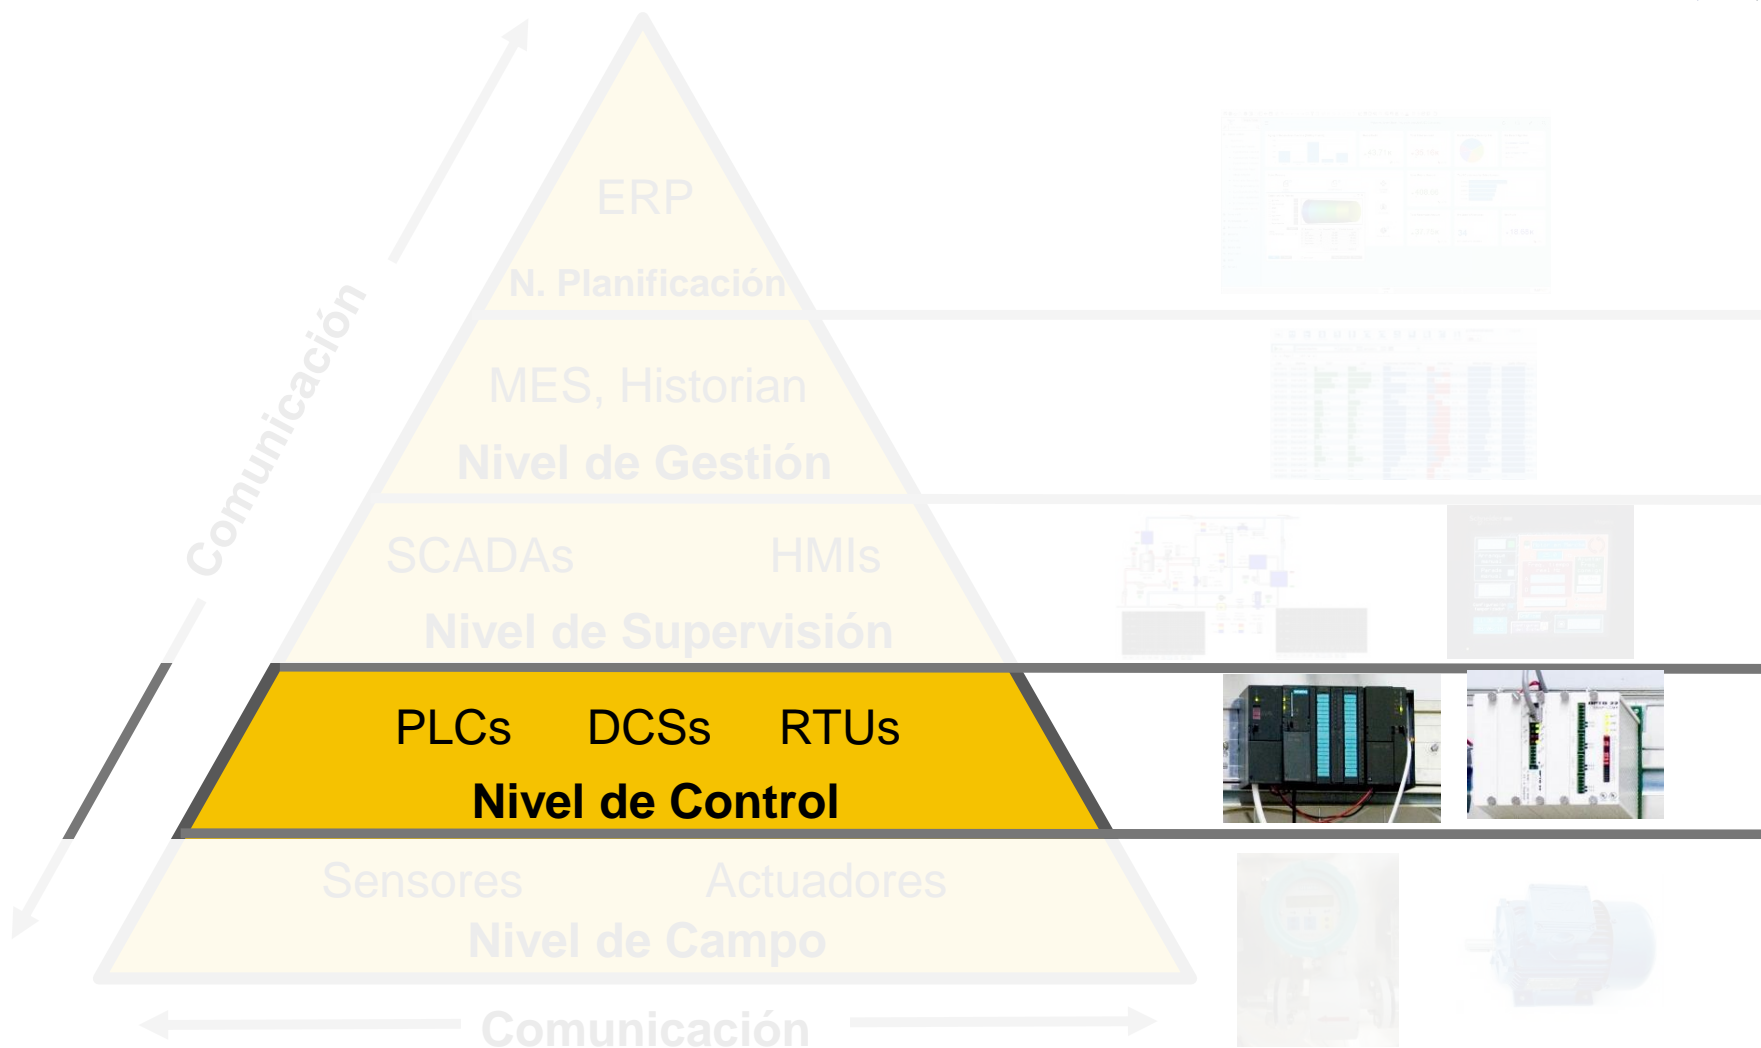 ERP
N. Planificación
MES, Historian
Nivel de Gestión
SCADAs HMIs
Nivel de Supervisión
PLCs DCSs RTUs
Nivel de Control
Sensores Actuadores
Nivel de Campo
Comunicación
Comunicación